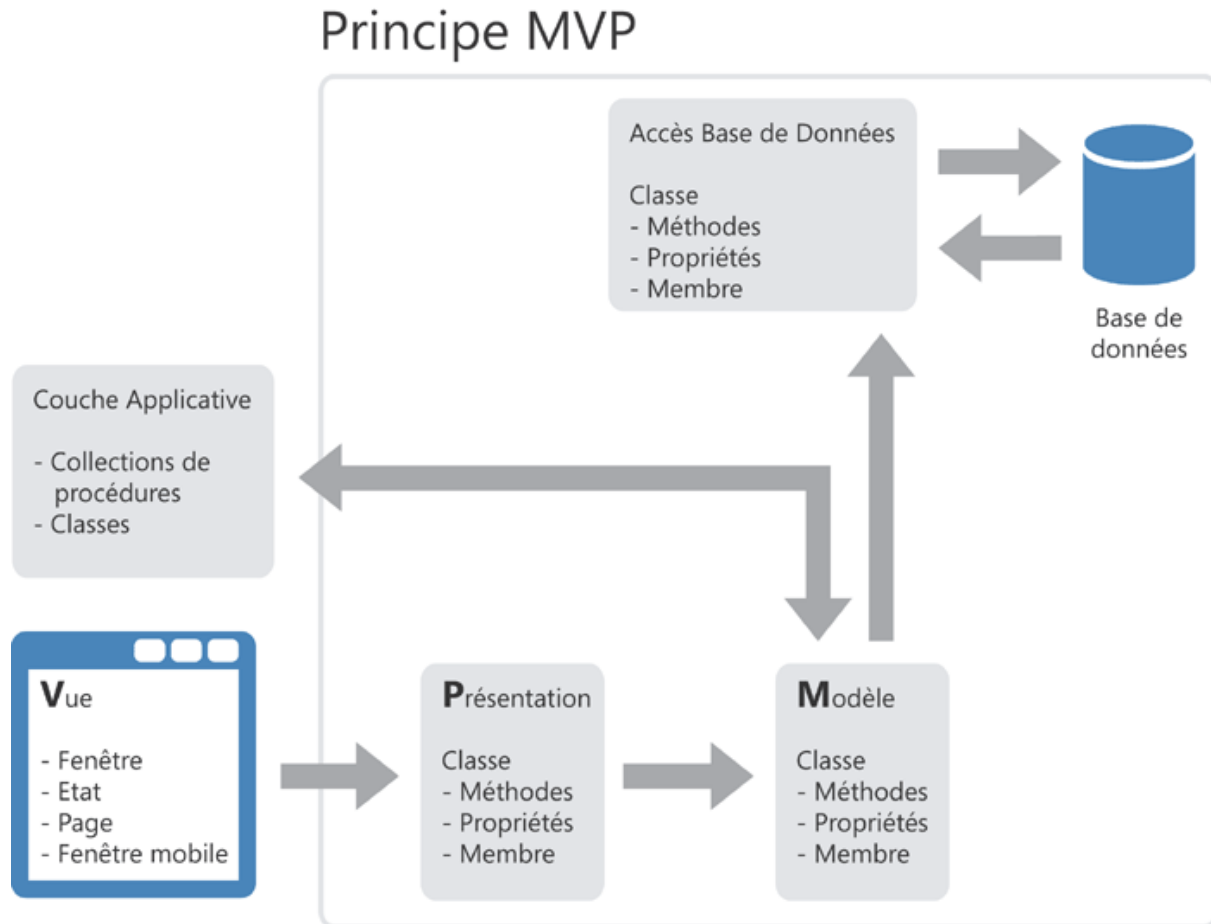 Principe MVP
Accès Base de Données
Classe
- Méthodes
- Propriétés
- Membre
Base de
données
Couche Applicative
- Collections de
procédures
- Classes
Vue
- Fenêtre
- Etat
- Page
- Fenêtre mobile
Présentation
Classe
- Méthodes
- Propriétés
- Membre
Modèle
Classe
- Méthodes
- Propriétés
- Membre